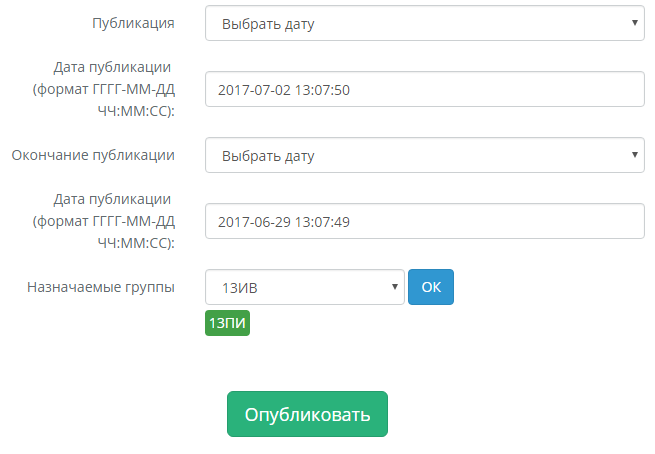 Публикация
Выбрать дату
Дата публикации
(формат ГГГГ-ММ-ДД
ЧЧ:ММ:СС):
2017-07-02 13:07:50
Окончание публикации
Выбрать дату
Дата публикации
(формат ГГГГ-ММ-ДД
ЧЧ:ММ:СС):
2017-06-29 13:07:49
Назначаемые группы
13ИВ
ОК
13ПИ
Опубликовать